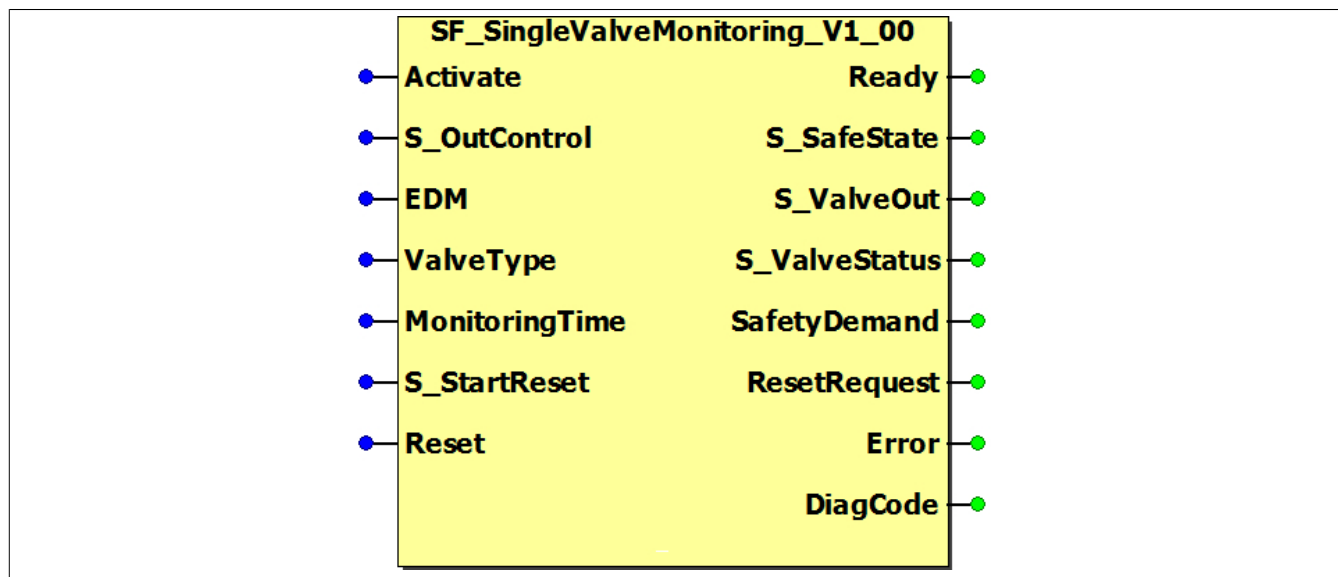 SF_SingleValveMonitoring_V1_00
Activate Ready
S_OutControl S_SafeState
EDM S_ValveOut
ValveType S_ValveStatus
MonitoringTime SafetyDemand
S_StartReset ResetRequest
Reset Error
DiagCode